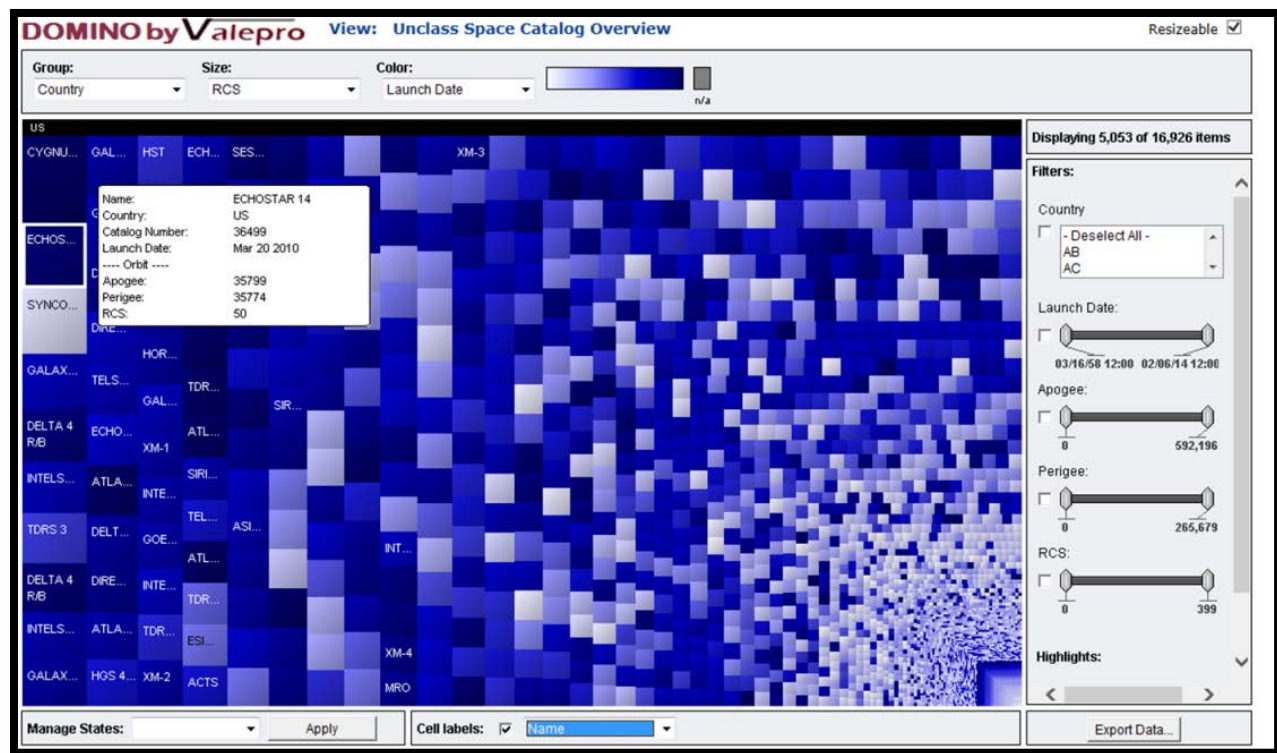 DOMINO by Valepro View: Unclass Space Catalog Overview Resizeable
Group: Size: Color:
Country RCS Launch Date
n/a
US
CYGNU... GAL... HST ECH... SES... XM-3
Name: ECHOSTAR 14
Country: US
Catalog Number: 36499
Launch Date: Mar 20 2010
---- Orbit ----
Apogee: 35799
Perigee: 35774
RCS: 50
ECHOS...
SYNCO...
DIRE...
HOR...
GALAX... TELS... TDR...
GAL... SIR...
DELTA 4 R/B ECHO... ATL...
XM-1
INTELS... ATLA... SIRI...
INTE...
TDRS 3 DELT... TEL... ASI...
GOE... INT...
ATL...
DELTA 4 R/B DIRE... INTE... TDR...
INTELS... ATLA... TDR... ESI...
XM-4
GALAX... HGS 4... XM-2 ACTS MRO
Displaying 5,053 of 16,926 items
Filters:
Country
- Deselect All -
AB
AC
Launch Date:
03/16/58 12:00 02/06/14 12:00
Apogee:
0 592,196
Perigee:
0 265,679
RCS:
0 399
Highlights:
Manage States: Apply Cell labels: Name Export Data...